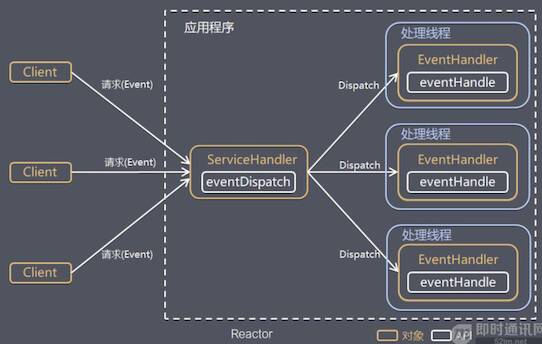 应用程序
处理线程
EventHandler
eventHandle
Client
请求(Event)
Dispatch
处理线程
EventHandler
eventHandle
Client
请求(Event)
ServiceHandler
eventDispatch
Dispatch
处理线程
EventHandler
eventHandle
Client
请求(Event)
Dispatch
Reactor
对象
API
即时通讯网
52im.net